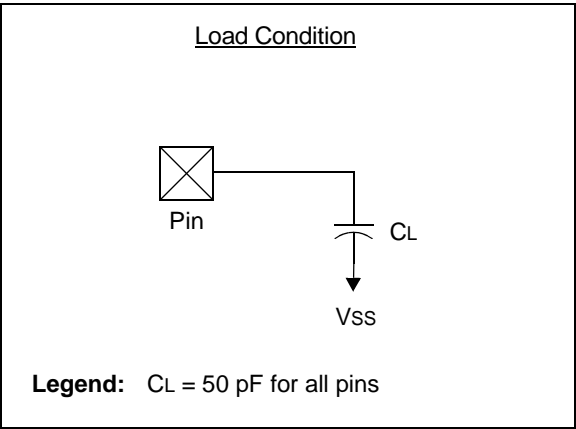 Load Condition
Pin
CL
VSS
Legend: CL = 50 pF for all pins